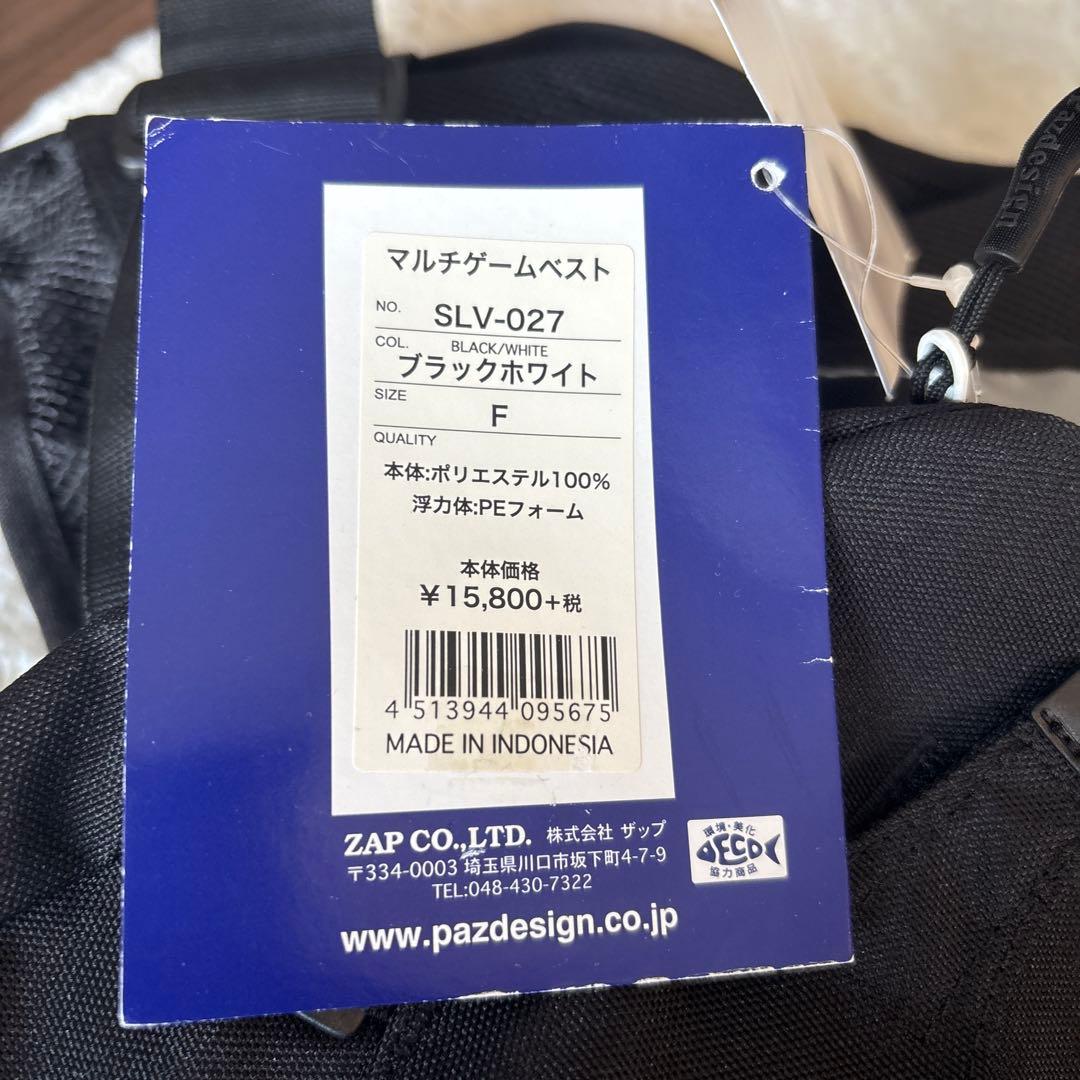 マルチゲームベスト
NO. SLV-027
COL. BLACK/WHITE
ブラックホワイト
SIZE F
QUALITY
本体:ポリエステル100%
浮力体:PEフォーム
本体価格
¥15,800+税
4 513944 095675
MADE IN INDONESIA
ZAP CO.,LTD. 株式会社 ザップ
〒334-0003 埼玉県川口市坂下町4-7-9
TEL:048-430-7322
www.pazdesign.co.jp
環境・美化
ECO
協力商品
azdesign